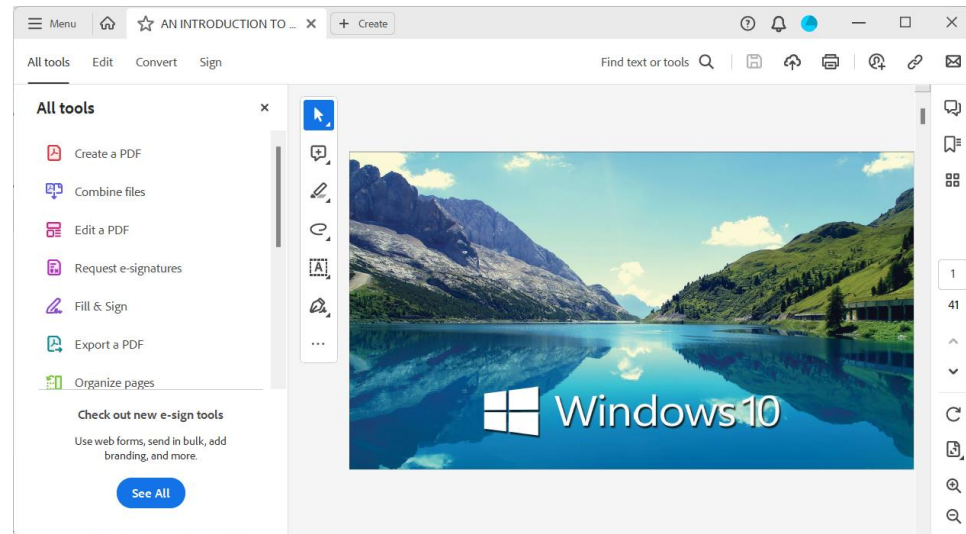 Menu
AN INTRODUCTION TO ...
+ Create
All tools Edit Convert Sign
Find text or tools
All tools
Create a PDF
Combine files
Edit a PDF
Request e-signatures
Fill & Sign
Export a PDF
Organize pages
Check out new e-sign tools
Use web forms, send in bulk, add
branding, and more.
See All
A
Windows 10
1
41